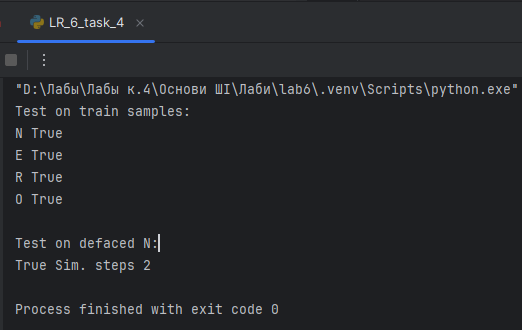 LR_6_task_4
"D:\Лабы\Лабы к.4\Основи ШІ\Лаби\lab6\.venv\Scripts\python.exe"
Test on train samples:
N True
E True
R True
O True
Test on defaced N:
True Sim. steps 2
Process finished with exit code 0